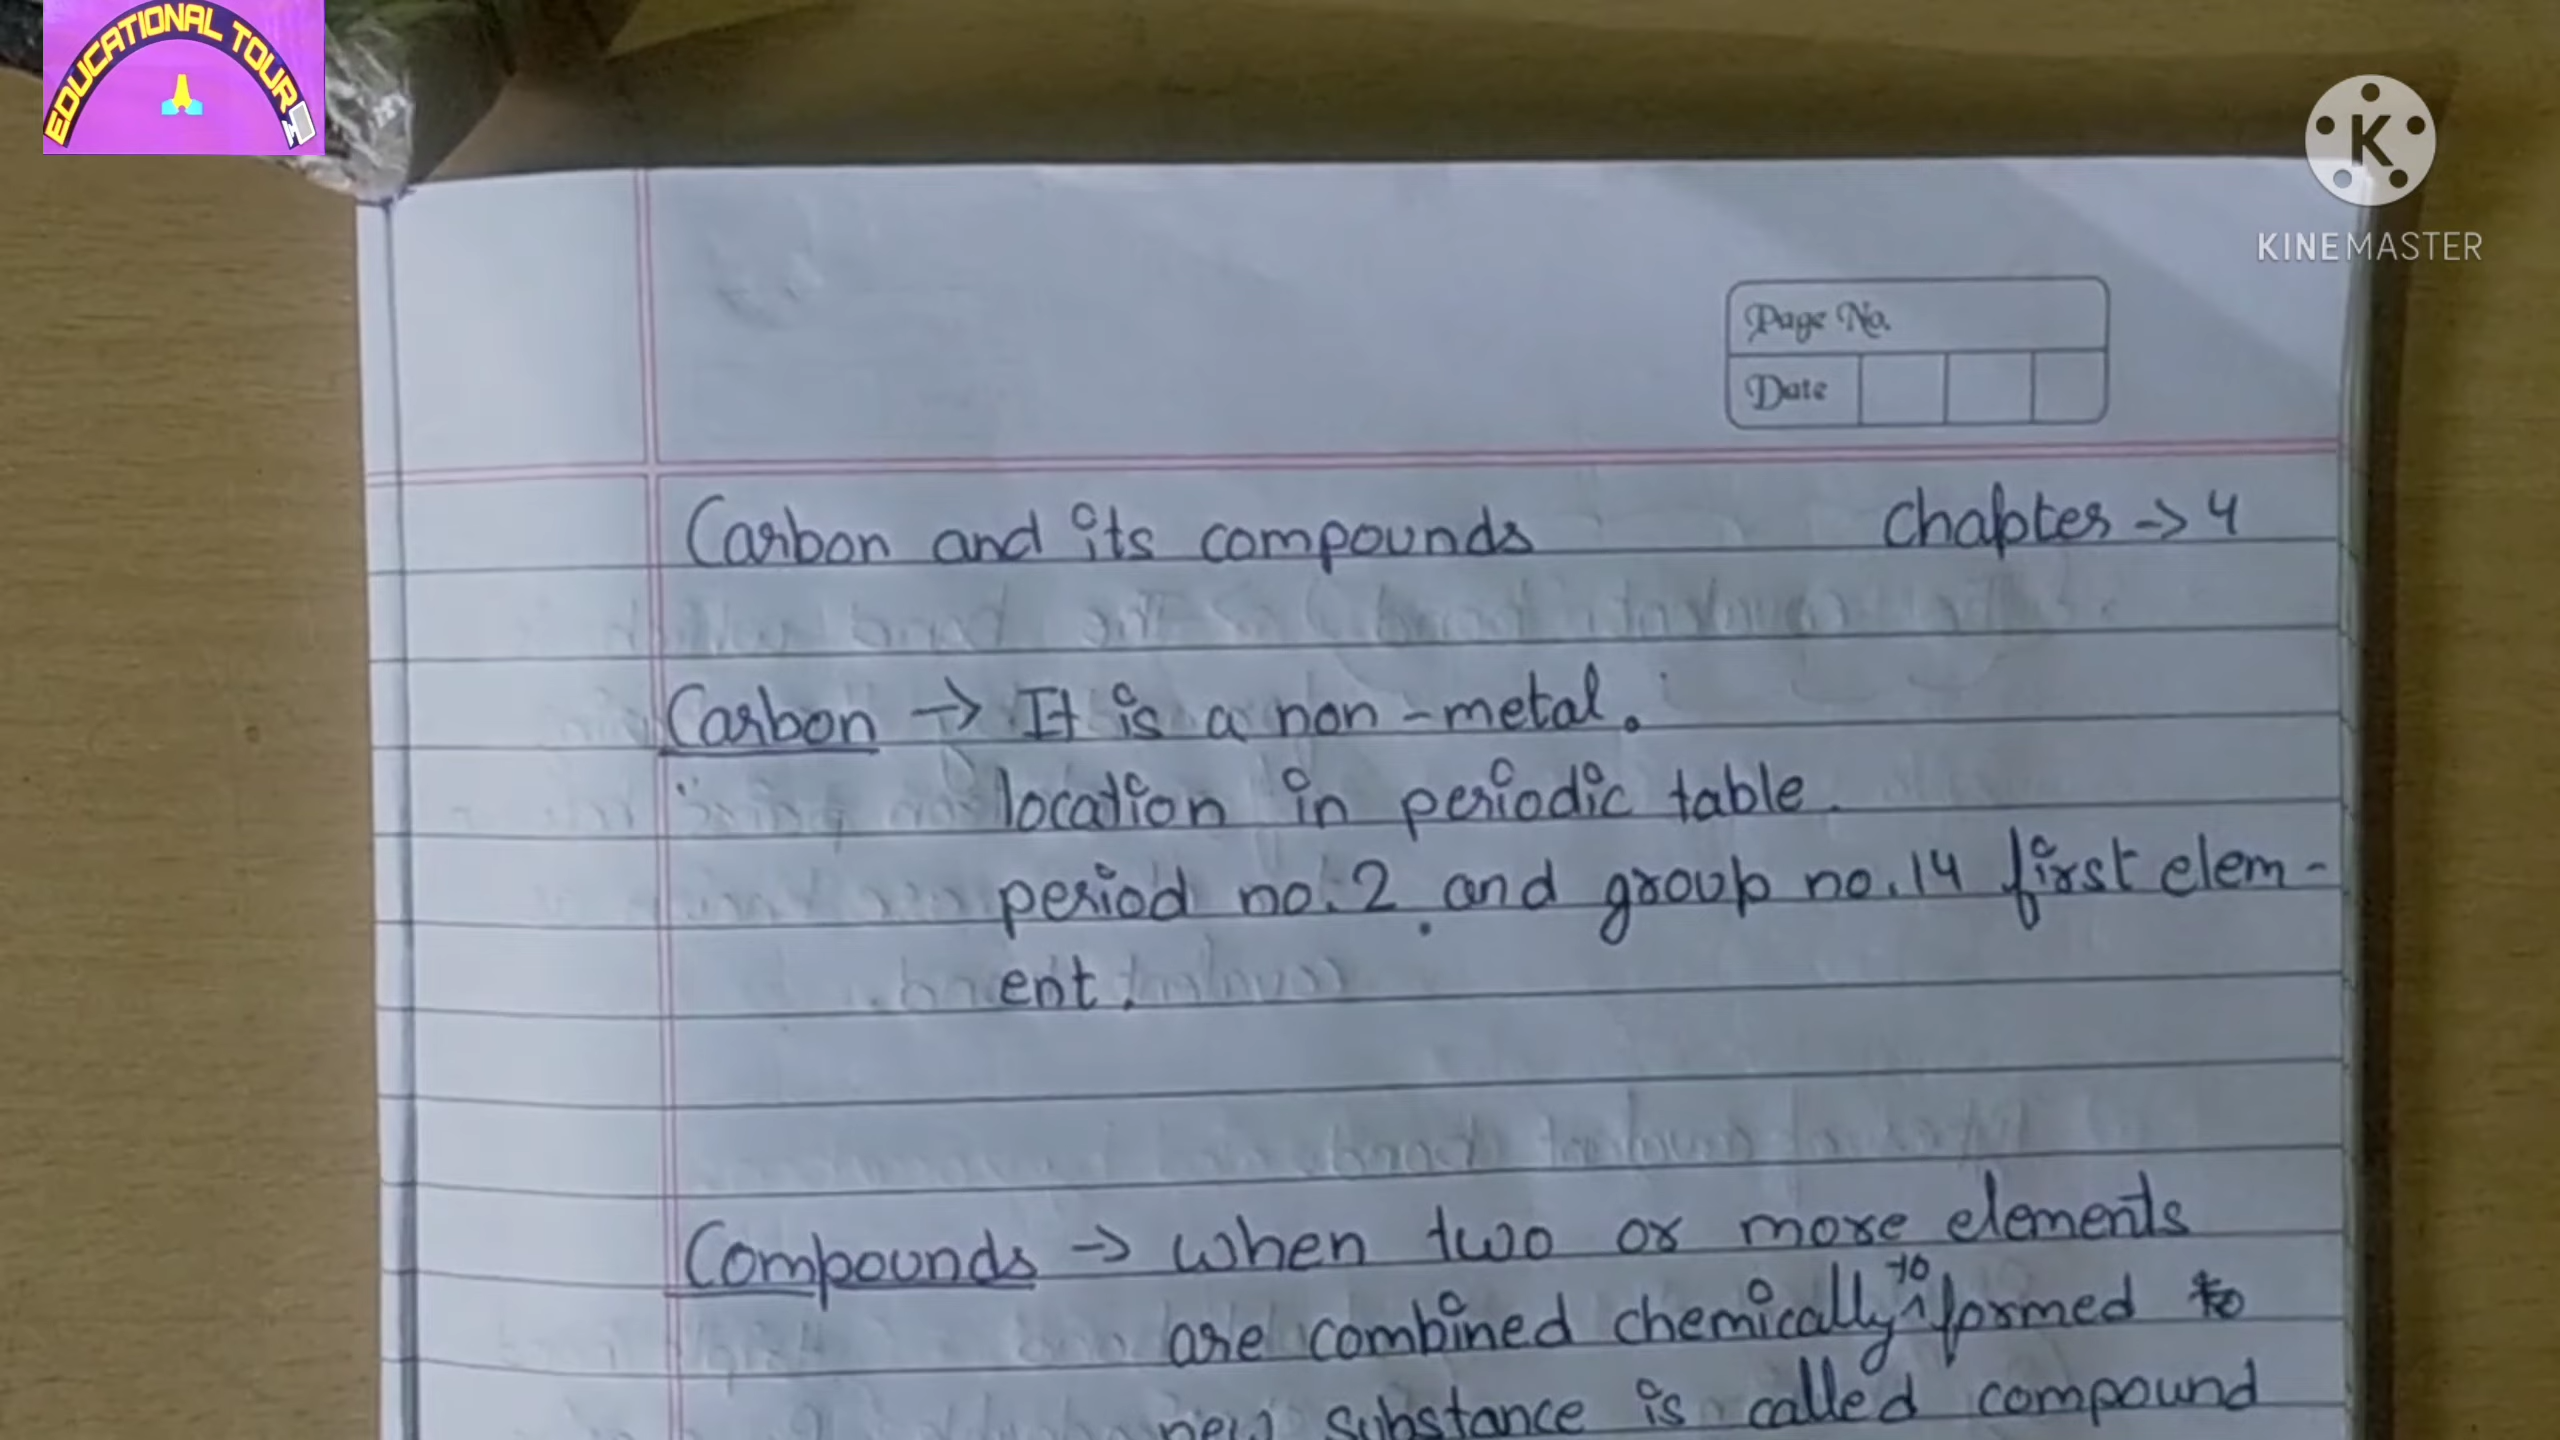 EDUCATIONAL TOUR
K
KINEMASTER
Page No.
Date
Carbon and its compounds Chapter -> 4
Carbon -> It is a non-metal.
location in periodic table.
period no. 2 and group no. 14 first elem-
ent.
Compounds -> when two or more elements
are combined chemically to formed to
new substance is called compound